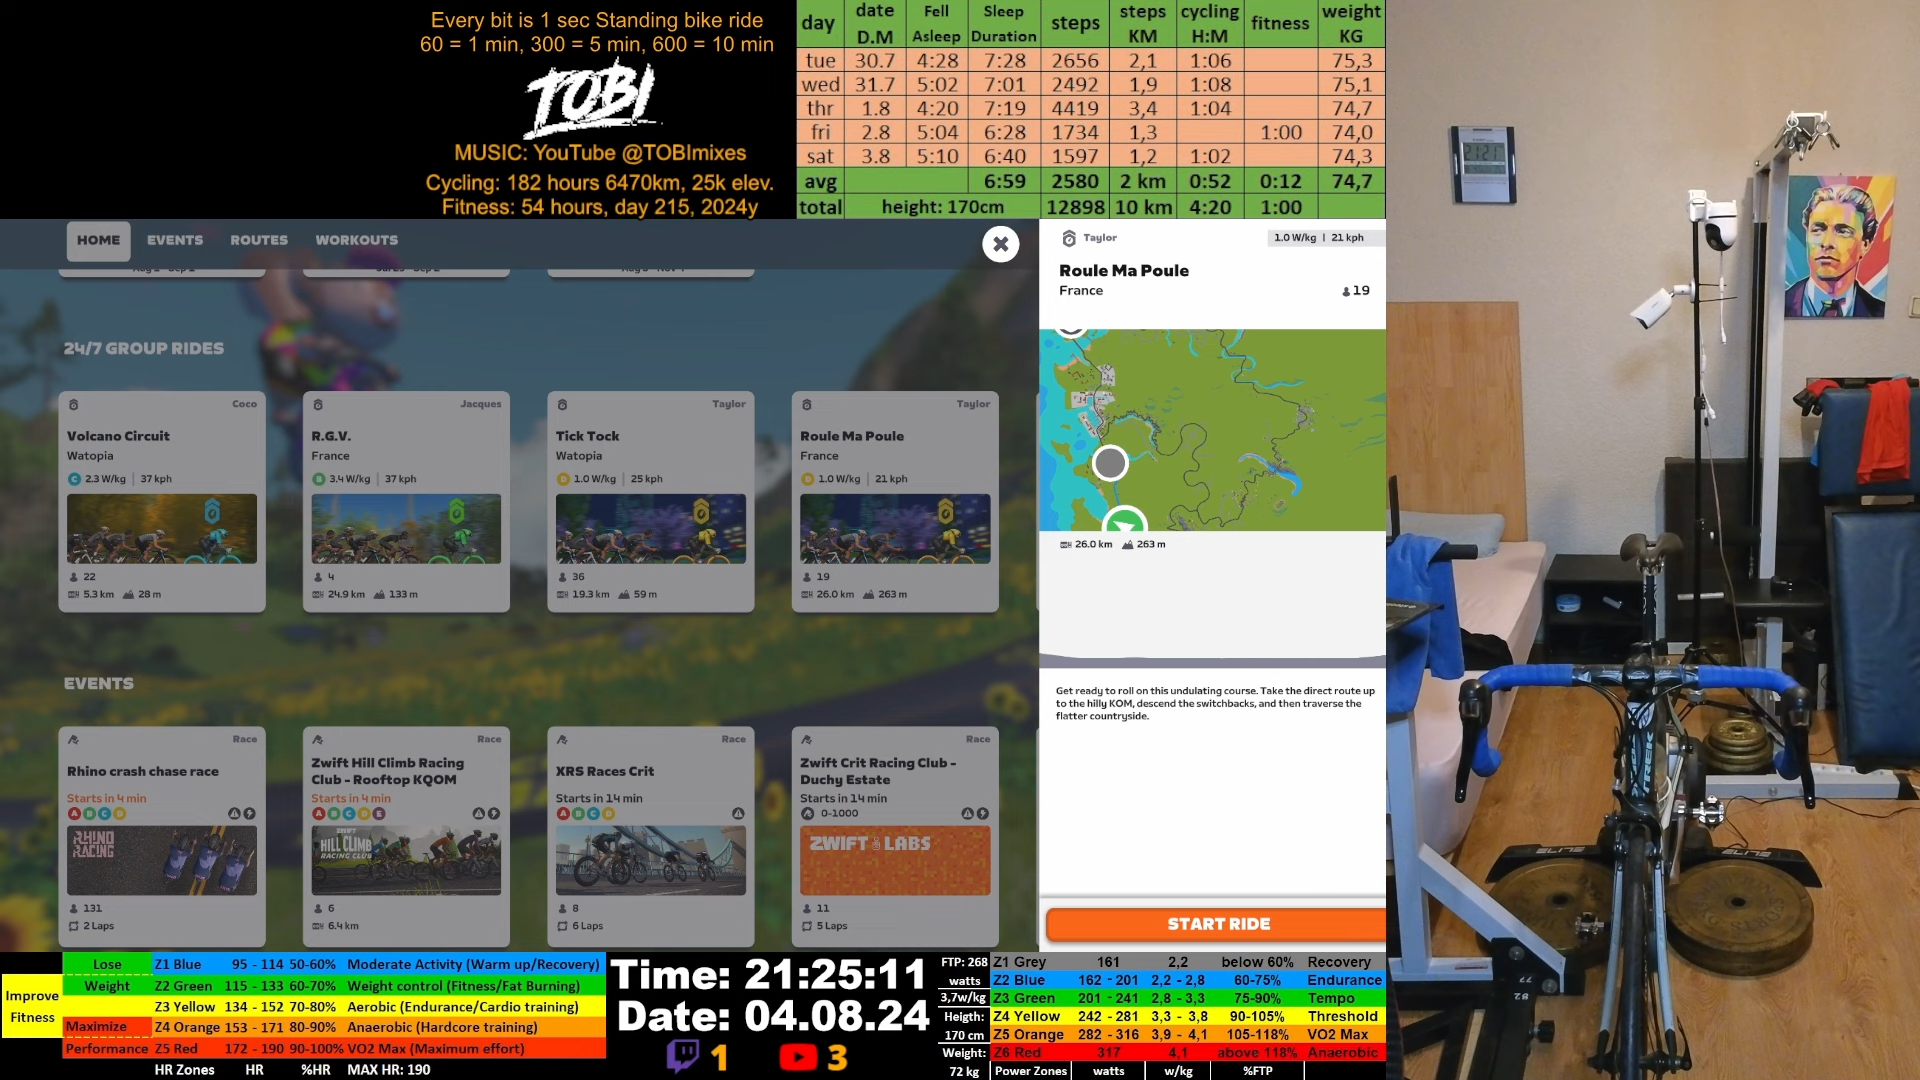 Every bit is 1 sec Standing bike ride
60 = 1 min, 300 = 5 min, 600 = 10 min
TOBI
MUSIC: YouTube @TOBImixes
Cycling: 182 hours 6470km, 25k elev.
Fitness: 54 hours, day 215, 2024y
day date D.M Fell Asleep Sleep Duration steps steps KM cycling H:M fitness weight KG
tue 30.7 4:28 7:28 2656 2,1 1:06 75,3
wed 31.7 5:02 7:01 2492 1,9 1:08 75,1
thr 1.8 4:20 7:19 4419 3,4 1:04 74,7
fri 2.8 5:04 6:28 1734 1,3 1:00 74,0
sat 3.8 5:10 6:40 1597 1,2 1:02 74,3
avg 6:59 2580 2 km 0:52 0:12 74,7
total height: 170cm 12898 10 km 4:20 1:00
HOME EVENTS ROUTES WORKOUTS
24/7 GROUP RIDES
Coco
Volcano Circuit
Watopia
C 2.3 W/kg | 37 kph
22
5.3 km 28 m
Jacques
R.G.V.
France
B 3.4 W/kg | 37 kph
4
24.9 km 133 m
Taylor
Tick Tock
Watopia
D 1.0 W/kg | 25 kph
36
19.3 km 59 m
Taylor
Roule Ma Poule
France
D 1.0 W/kg | 21 kph
19
26.0 km 263 m
EVENTS
Race
Rhino crash chase race
Starts in 4 min
A B C D
RHINO
RACING
131
2 Laps
Race
Zwift Hill Climb Racing
Club - Rooftop KQOM
Starts in 4 min
A B C D E
ZWIFT
HILL CLIMB
RACING CLUB
6
6.4 km
Race
XRS Races Crit
Starts in 14 min
A B C D
8
6 Laps
Race
Zwift Crit Racing Club -
Duchy Estate
Starts in 14 min
0-1000
ZWIFT LABS
11
5 Laps
Taylor 1.0 W/kg | 21 kph
Roule Ma Poule
France 19
26.0 km 263 m
Get ready to roll on this undulating course. Take the direct route up
to the hilly KOM, descend the switchbacks, and then traverse the
flatter countryside.
START RIDE
Improve Fitness
Lose Weight
Maximize Performance
Z1 Blue 95 - 114 50-60% Moderate Activity (Warm up/Recovery)
Z2 Green 115 - 133 60-70% Weight control (Fitness/Fat Burning)
Z3 Yellow 134 - 152 70-80% Aerobic (Endurance/Cardio training)
Z4 Orange 153 - 171 80-90% Anaerobic (Hardcore training)
Z5 Red 172 - 190 90-100% VO2 Max (Maximum effort)
HR Zones HR %HR MAX HR: 190
Time: 21:25:11
Date: 04.08.24
1 3
FTP: 268
watts
3,7w/kg
Heigth:
170 cm
Weight:
72 kg
Z1 Grey 161 2,2 below 60% Recovery
Z2 Blue 162 - 201 2,2 - 2,8 60-75% Endurance
Z3 Green 201 - 241 2,8 - 3,3 75-90% Tempo
Z4 Yellow 242 - 281 3,3 - 3,8 90-105% Threshold
Z5 Orange 282 - 316 3,9 - 4,1 105-118% VO2 Max
Z6 Red 317 4,1 above 118% Anaerobic
Power Zones watts w/kg %FTP
21:21
TREK
ELITE
ELITE